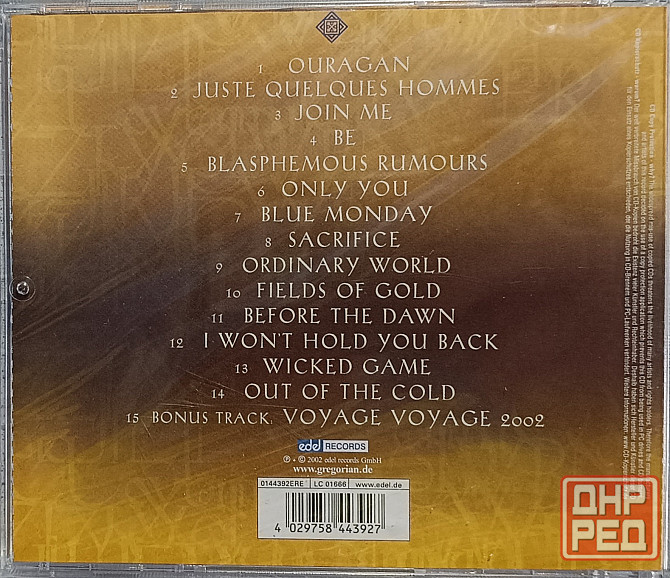 1 OURAGAN
2 JUSTE QUELQUES HOMMES
3 JOIN ME
4 BE
5 BLASPHEMOUS RUMOURS
6 ONLY YOU
7 BLUE MONDAY
8 SACRIFICE
9 ORDINARY WORLD
10 FIELDS OF GOLD
11 BEFORE THE DAWN
12 I WON'T HOLD YOU BACK
13 WICKED GAME
14 OUT OF THE COLD
15 BONUS TRACK: VOYAGE VOYAGE 2002
edel RECORDS
℗ + © 2002 edel records GmbH
www.gregorian.de
0144392ERE LC 01666 www.edel.de
4 029758 443927
ДНР
РЕД